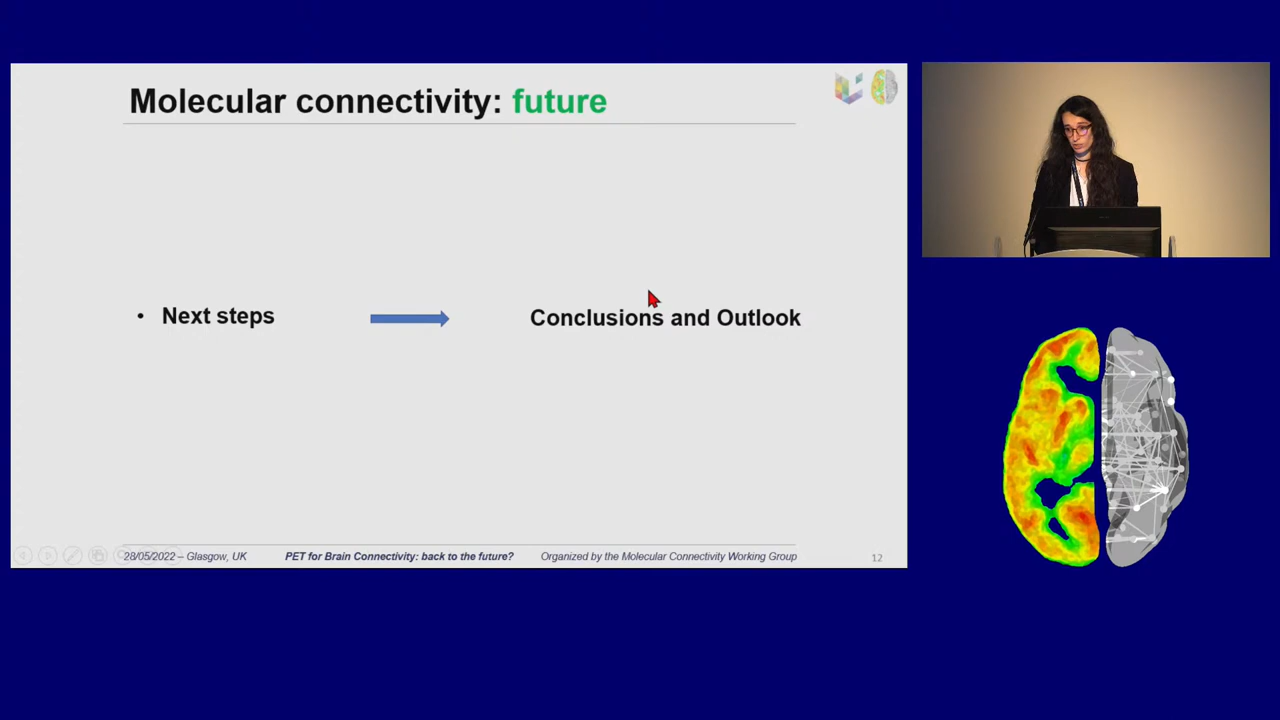 Molecular connectivity: future
• Next steps
Conclusions and Outlook
28/05/2022 – Glasgow, UK
PET for Brain Connectivity: back to the future?
Organized by the Molecular Connectivity Working Group
12